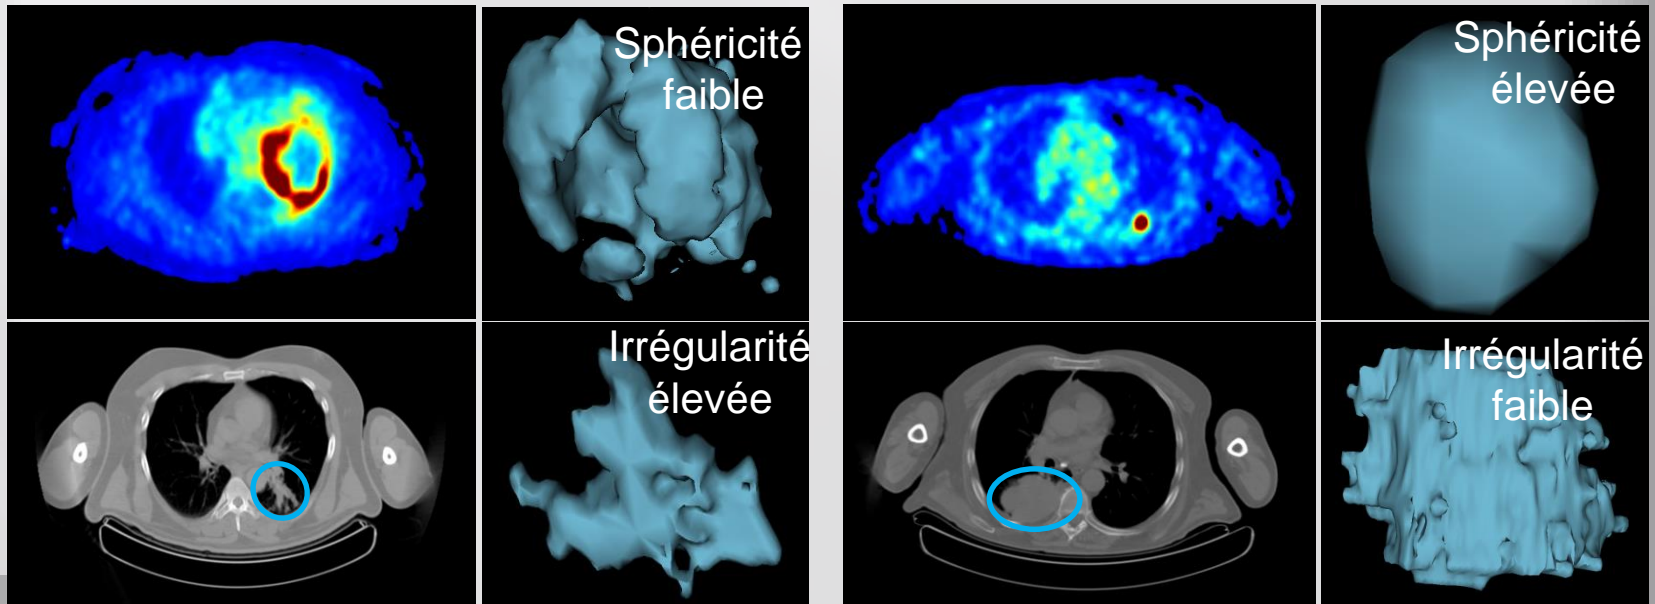 Sphéricité
faible
Sphéricité
élevée
Irrégularité
élevée
Irrégularité
faible